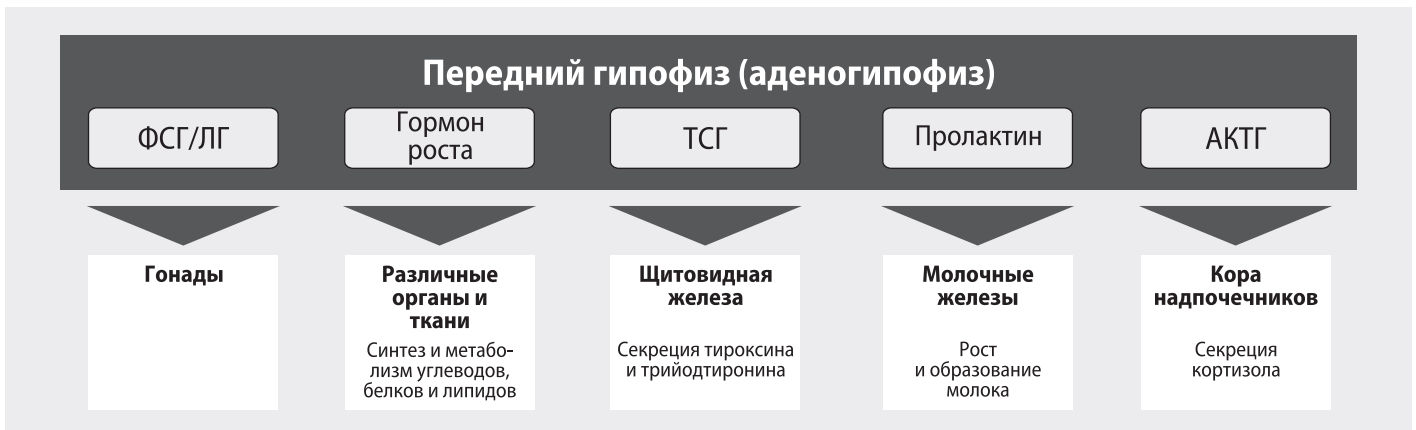 Передний гипофиз (аденогипофиз)
ФСГ/ЛГ
Гормон
роста
ТСГ
Пролактин
АКТГ
Гонады
Различные
органы и
ткани
Синтез и метабо-
лизм углеводов,
белков и липидов
Щитовидная
железа
Секреция тироксина
и трийодтиронина
Молочные
железы
Рост
и образование
молока
Кора
надпочечников
Секреция
кортизола